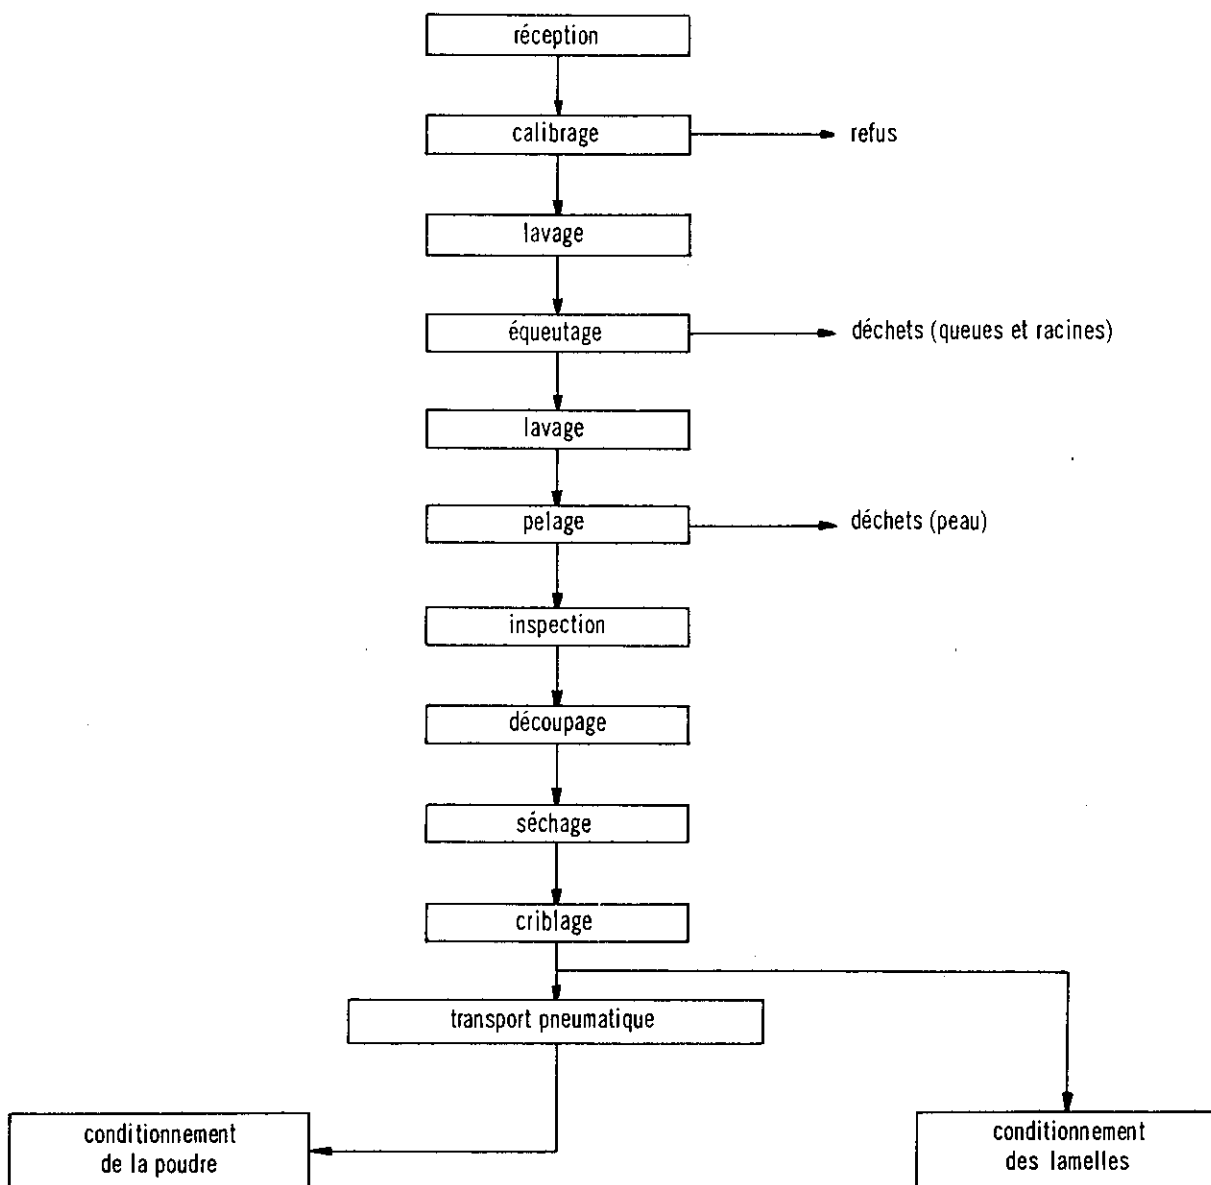 réception
calibrage
refus
lavage
équeutage
déchets (queues et racines)
lavage
pelage
déchets (peau)
inspection
découpage
séchage
criblage
transport pneumatique
conditionnement
de la poudre
conditionnement
des lamelles